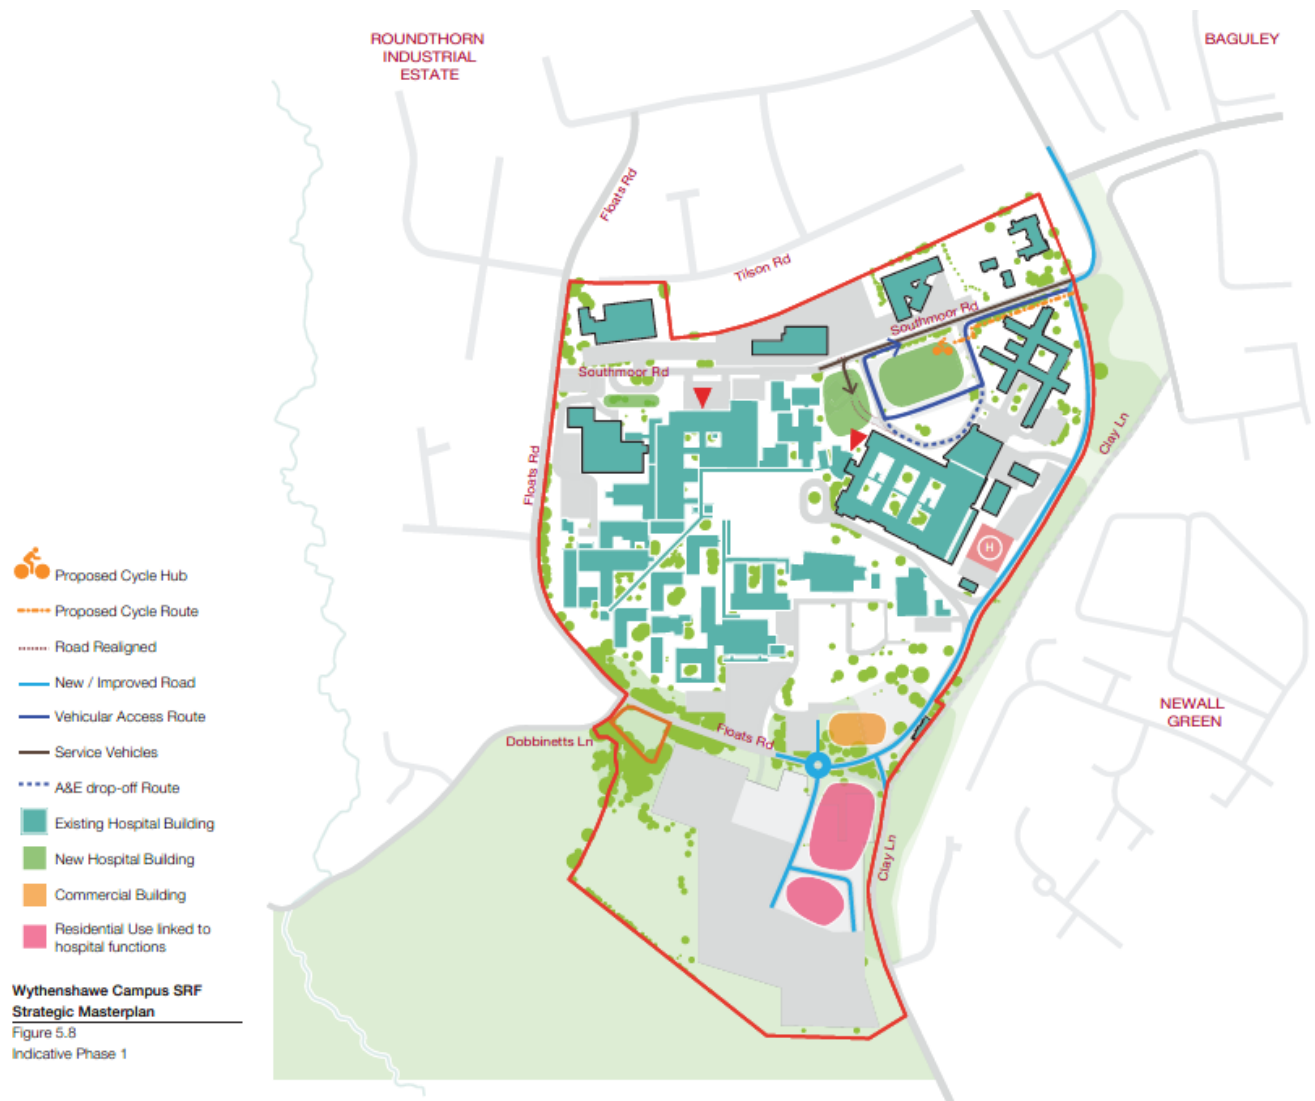 ROUNDTHORN
INDUSTRIAL
ESTATE
BAGULEY
Floats Rd
Tilson Rd
Southmoor Rd
Southmoor Rd
Clay Ln
Floats Rd
H
Proposed Cycle Hub
Proposed Cycle Route
Road Realigned
New / Improved Road
Vehicular Access Route
Service Vehicles
A&E drop-off Route
Existing Hospital Building
New Hospital Building
Commercial Building
Residential Use linked to
hospital functions
NEWALL
GREEN
Dobbinetts Ln
Floats Rd
Clay Ln
Wythenshawe Campus SRF
Strategic Masterplan
Figure 5.8
Indicative Phase 1